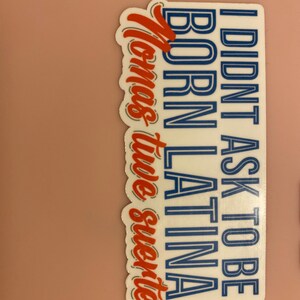 I DIDNT ASK TO BE
BORN LATINA
Nomas tuve suerte